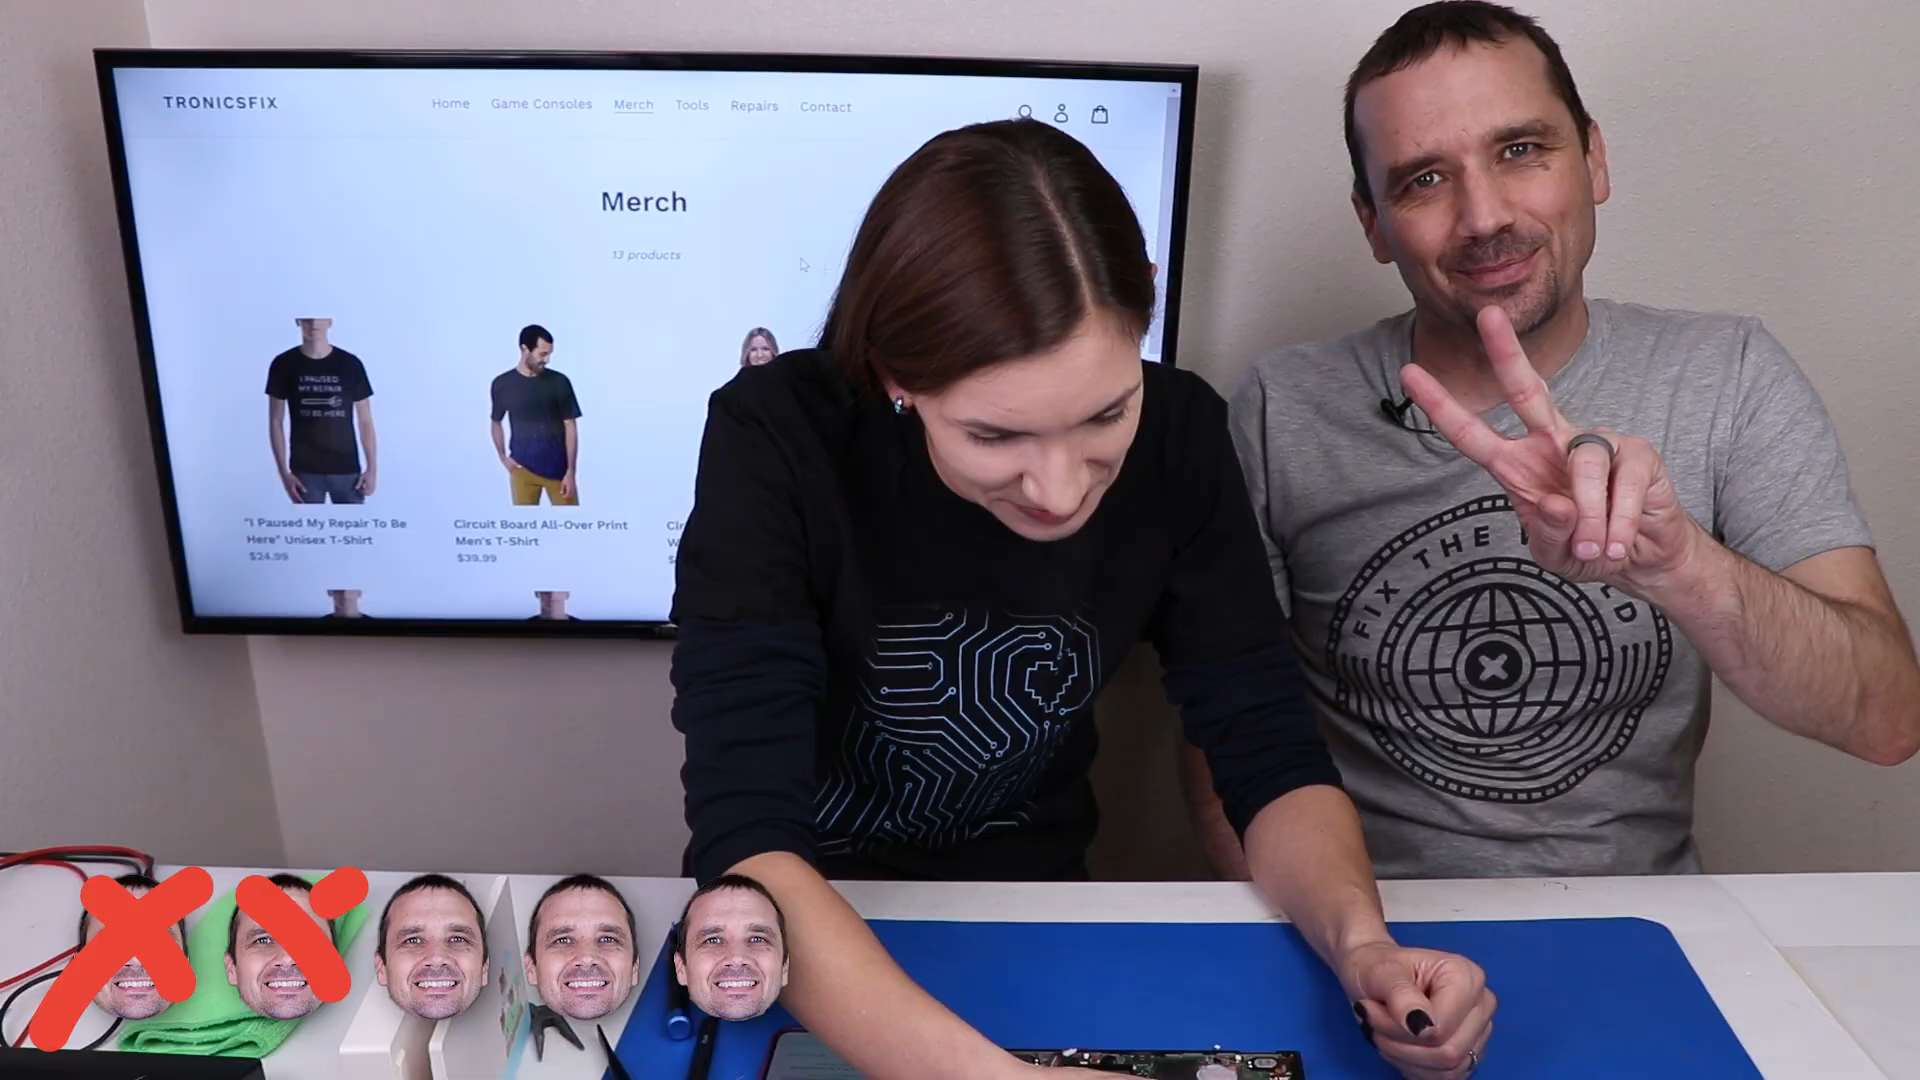 TRONICSFIX
Home Game Consoles Merch Tools Repairs Contact
Merch
13 products
I PAUSED
MY REPAIR
TO BE HERE
"I Paused My Repair To Be
Here" Unisex T-Shirt
$24.99
Circuit Board All-Over Print
Men's T-Shirt
$39.99
FIX THE